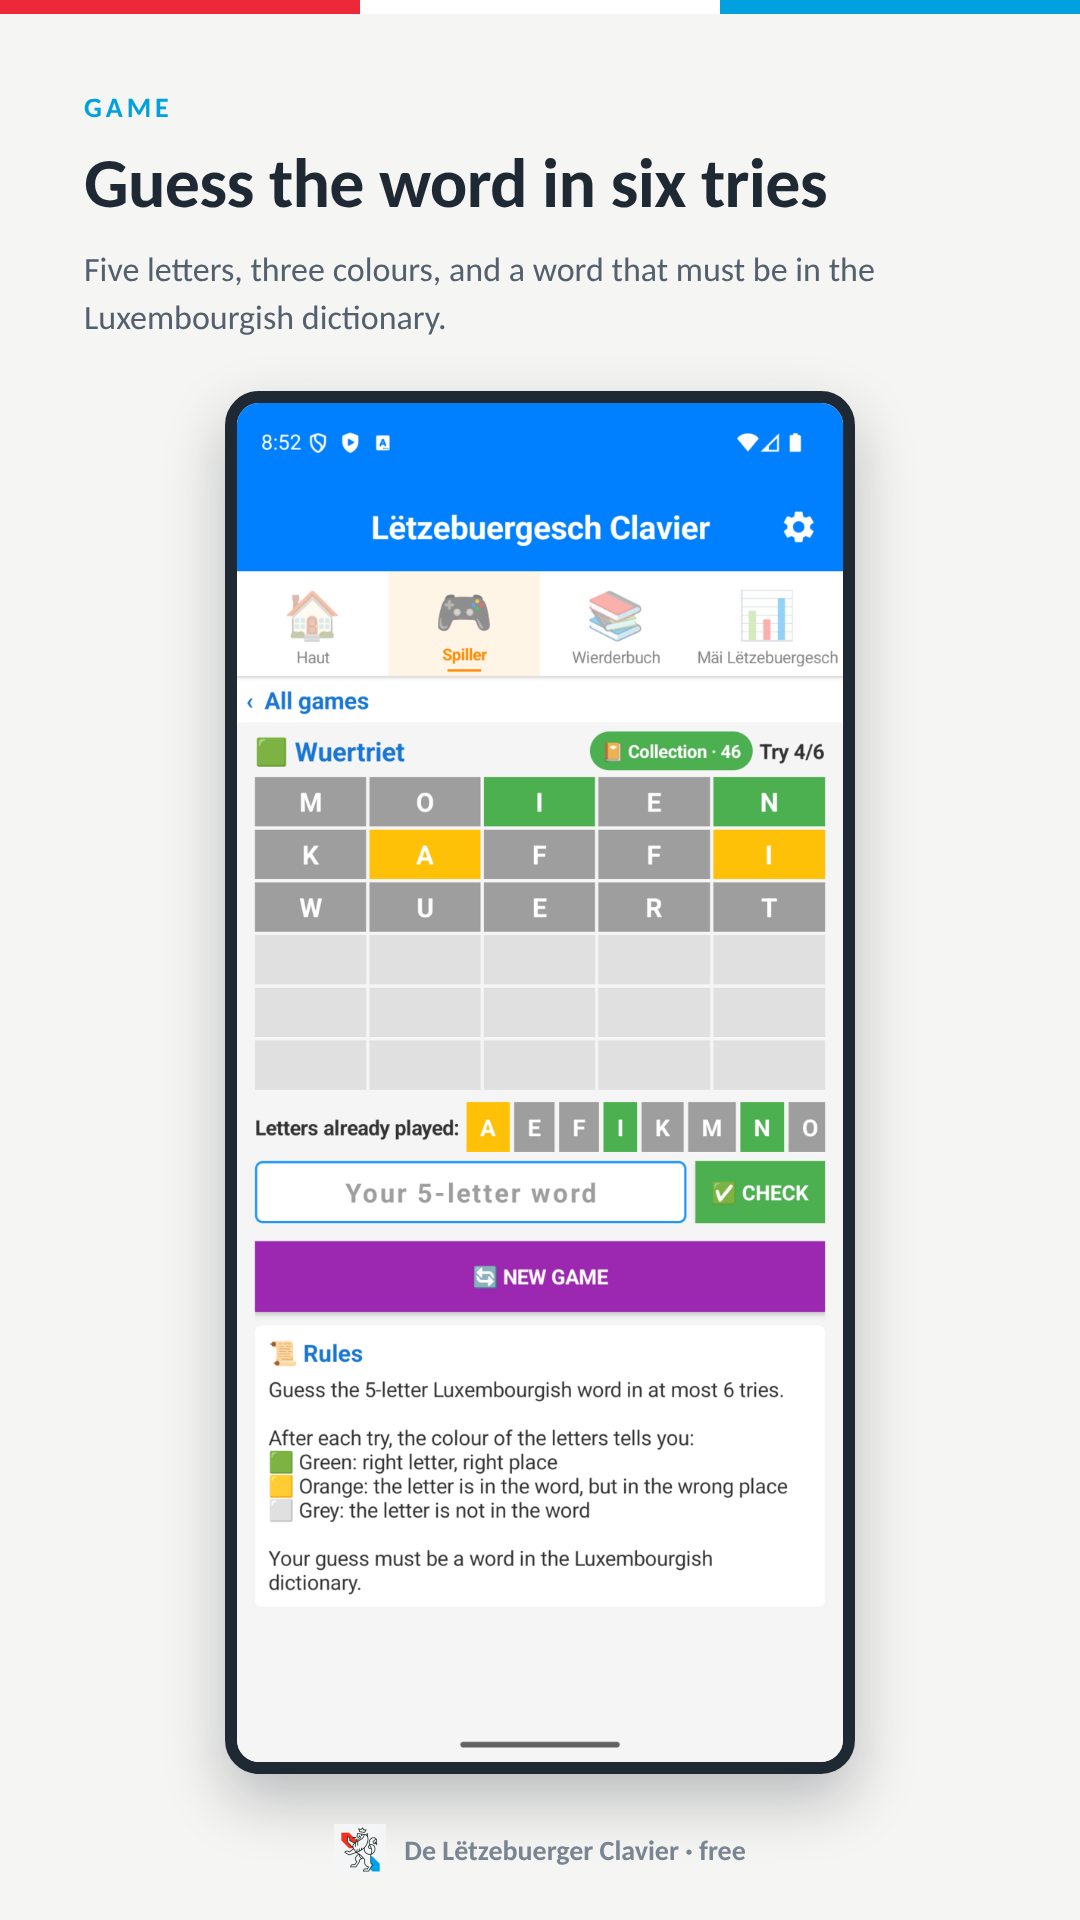 GAME
Guess the word in six tries
Five letters, three colours, and a word that must be in the
Luxembourgish dictionary.
8:52
Lëtzebuergesch Clavier
Haut
Spiller
Wierderbuch
Mäi Lëtzebuergesch
‹ All games
Wuertriet
Collection · 46
Try 4/6
M O I E N
K A F F I
W U E R T
Letters already played: A E F I K M N O
Your 5-letter word
CHECK
NEW GAME
Rules
Guess the 5-letter Luxembourgish word in at most 6 tries.
After each try, the colour of the letters tells you:
Green: right letter, right place
Orange: the letter is in the word, but in the wrong place
Grey: the letter is not in the word
Your guess must be a word in the Luxembourgish
dictionary.
De Lëtzebuerger Clavier · free